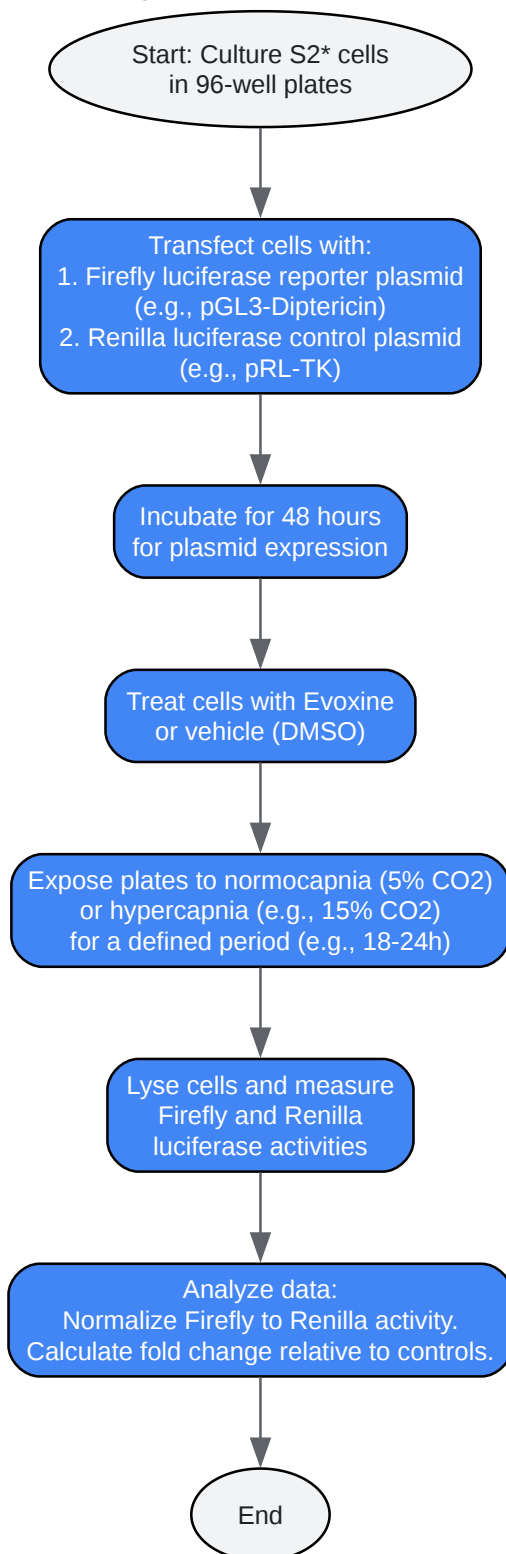 Start: Culture S2* cells
in 96-well plates
Transfect cells with:
1. Firefly luciferase reporter plasmid
(e.g., pGL3-Diptericin)
2. Renilla luciferase control plasmid
(e.g., pRL-TK)
Incubate for 48 hours
for plasmid expression
Treat cells with Evoxine
or vehicle (DMSO)
Expose plates to normocapnia (5% CO2)
or hypercapnia (e.g., 15% CO2)
for a defined period (e.g., 18-24h)
Lyse cells and measure
Firefly and Renilla
luciferase activities
Analyze data:
Normalize Firefly to Renilla activity.
Calculate fold change relative to controls.
End